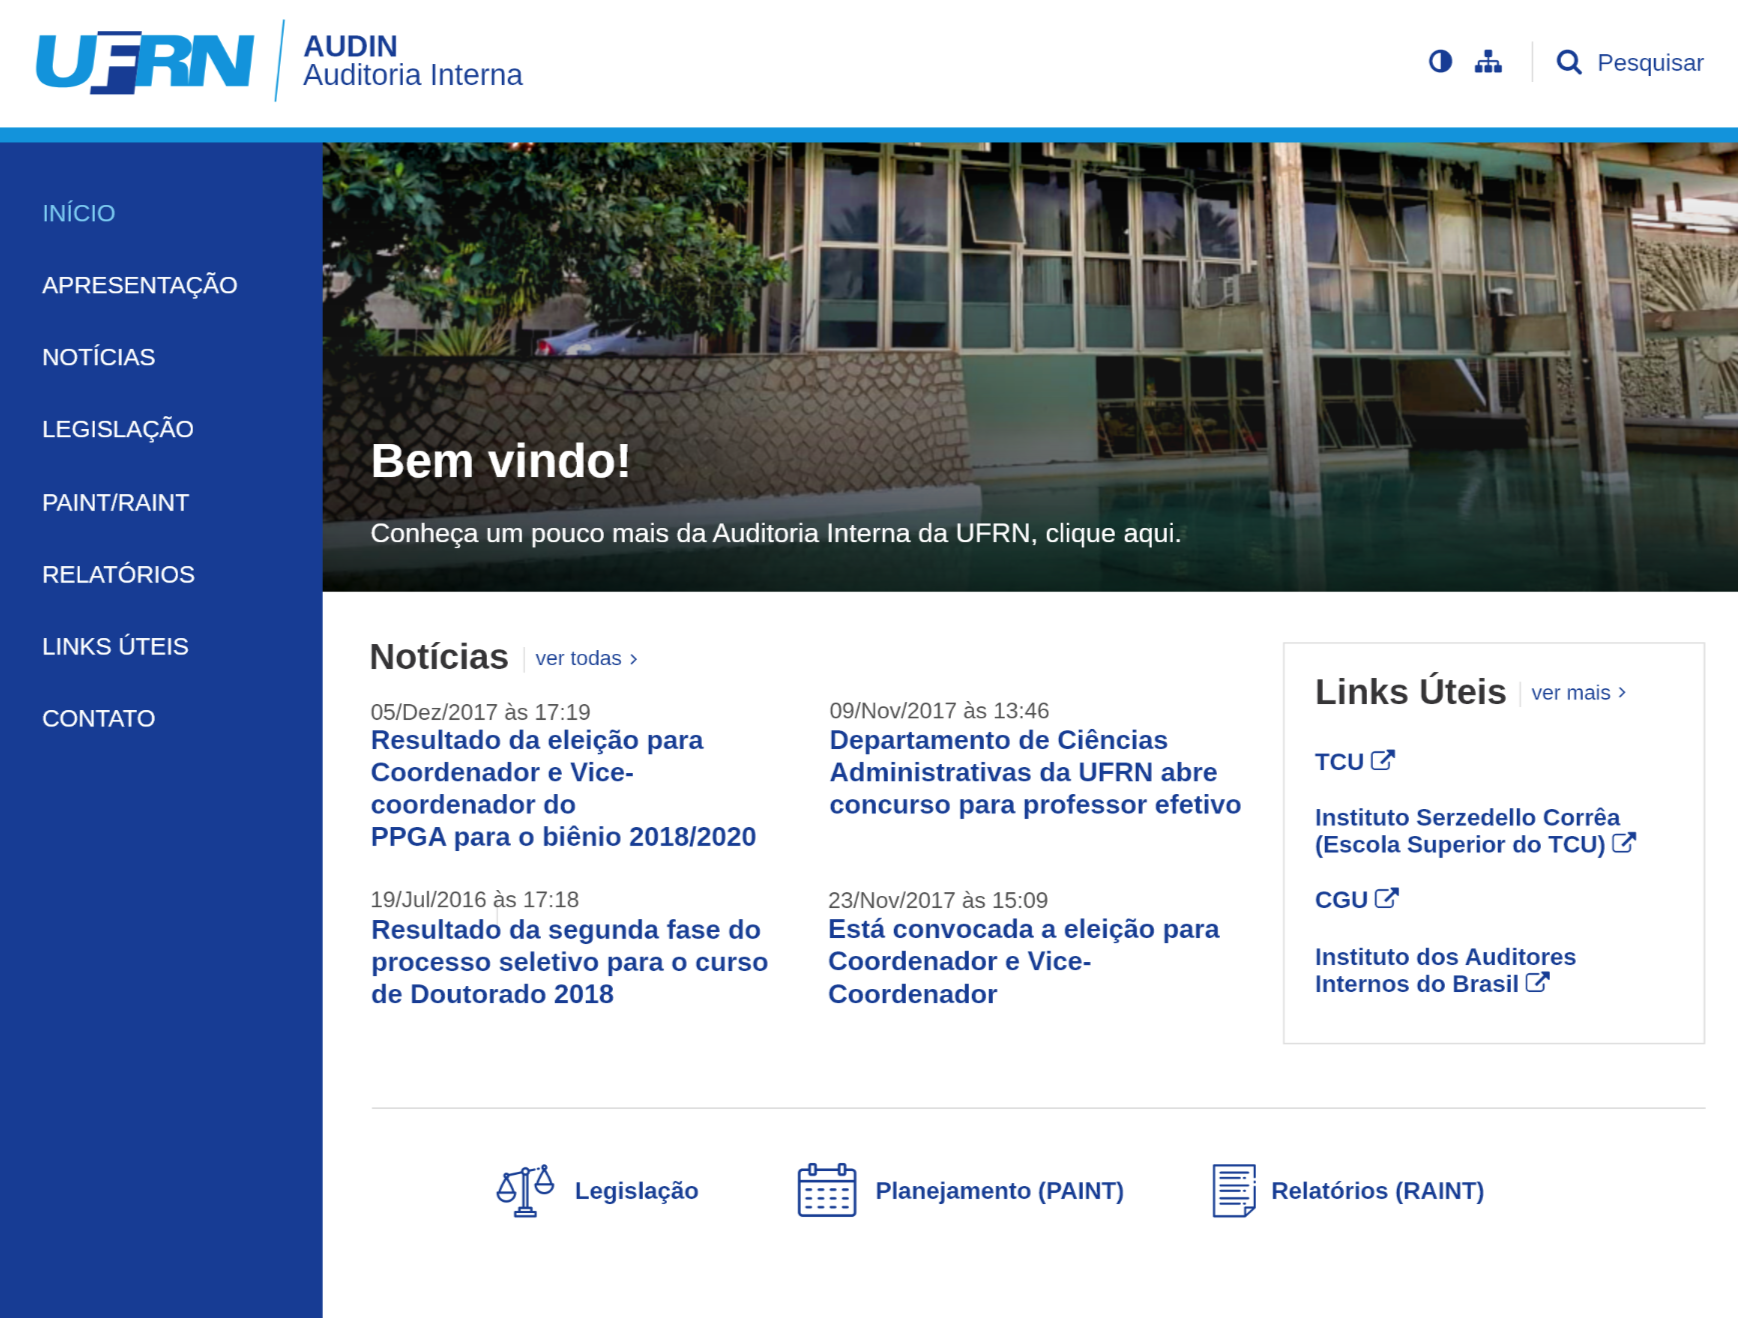 UFRN
AUDIN
Auditoria Interna
Pesquisar
INÍCIO
APRESENTAÇÃO
NOTÍCIAS
LEGISLAÇÃO
PAINT/RAINT
RELATÓRIOS
LINKS ÚTEIS
CONTATO
Bem vindo!
Conheça um pouco mais da Auditoria Interna da UFRN, clique aqui.
Notícias
ver todas
05/Dez/2017 às 17:19
Resultado da eleição para
Coordenador e Vice-
coordenador do
PPGA para o biênio 2018/2020
09/Nov/2017 às 13:46
Departamento de Ciências
Administrativas da UFRN abre
concurso para professor efetivo
19/Jul/2016 às 17:18
Resultado da segunda fase do
processo seletivo para o curso
de Doutorado 2018
23/Nov/2017 às 15:09
Está convocada a eleição para
Coordenador e Vice-
Coordenador
Links Úteis
ver mais
TCU
Instituto Serzedello Corrêa
(Escola Superior do TCU)
CGU
Instituto dos Auditores
Internos do Brasil
Legislação
Planejamento (PAINT)
Relatórios (RAINT)